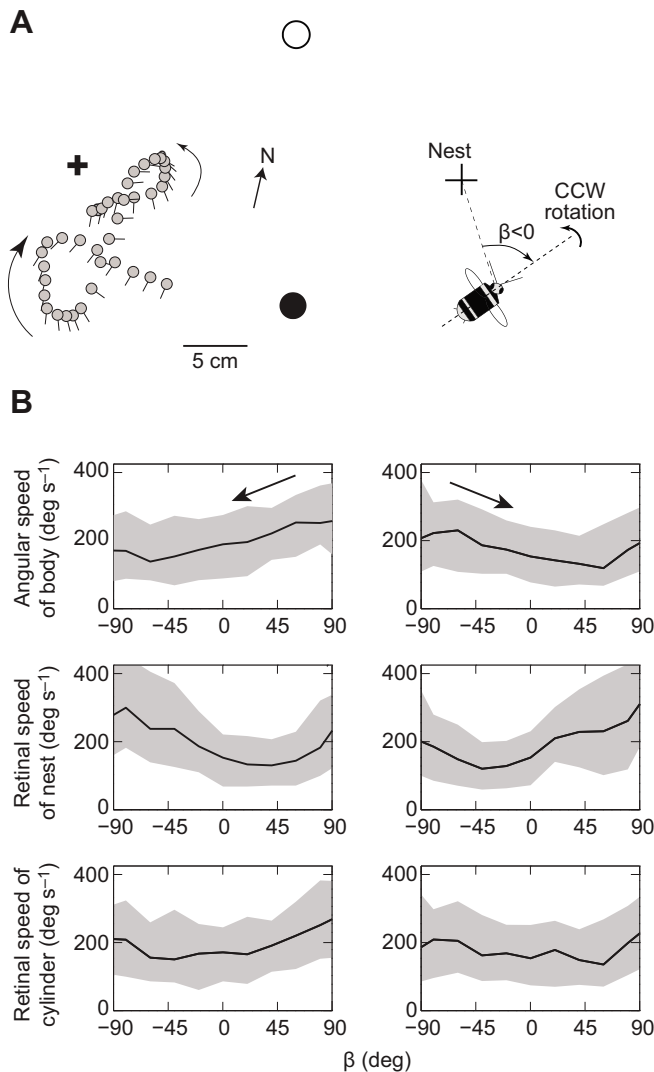 A
N
5 cm
Nest
β<0
CCW
rotation
B
Angular speed
of body (deg s–1)
400
200
0
−90 −45 0 45 90
400
200
0
−90 −45 0 45 90
Retinal speed
of nest (deg s–1)
400
200
0
−90 −45 0 45 90
400
200
0
−90 −45 0 45 90
Retinal speed of
cylinder (deg s–1)
400
200
0
−90 −45 0 45 90
400
200
0
−90 −45 0 45 90
β (deg)